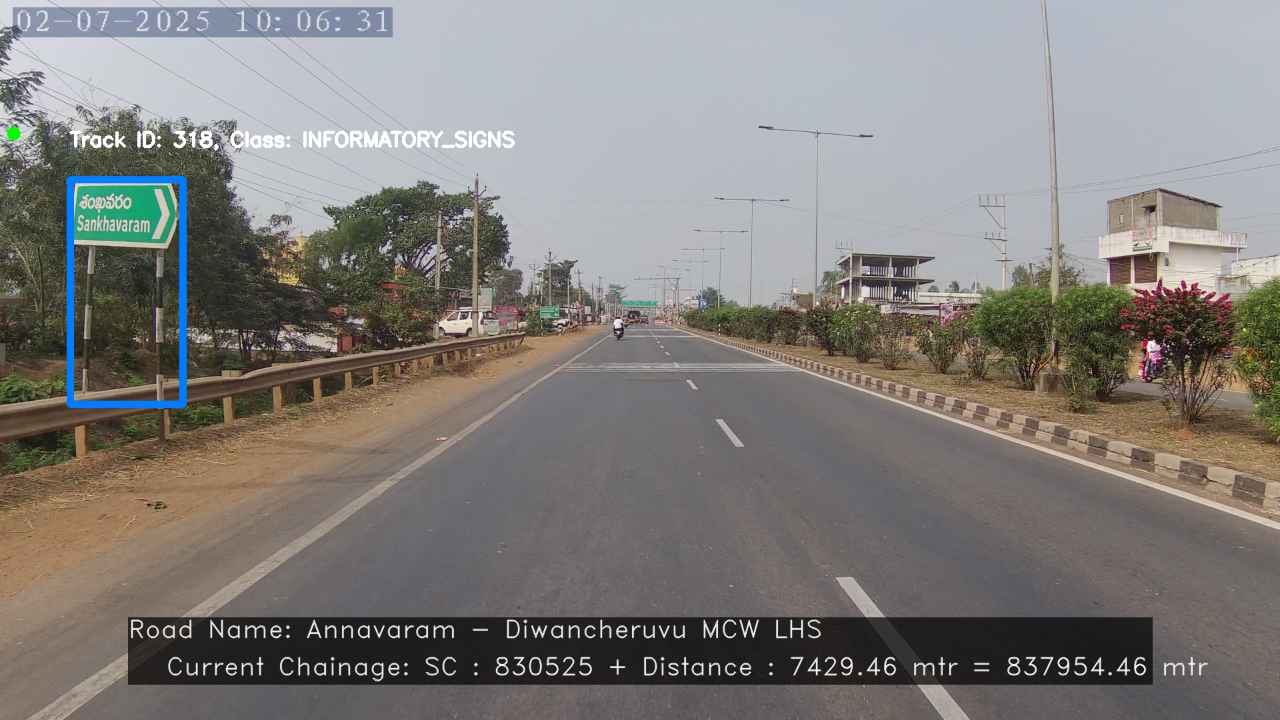 02-07-2025 10:06:31
Track ID: 318, Class: INFORMATORY_SIGNS
శంఖవరం
Sankhavaram
Road Name: Annavaram - Diwancheruvu MCW LHS
Current Chainage: SC : 830525 + Distance : 7429.46 mtr = 837954.46 mtr